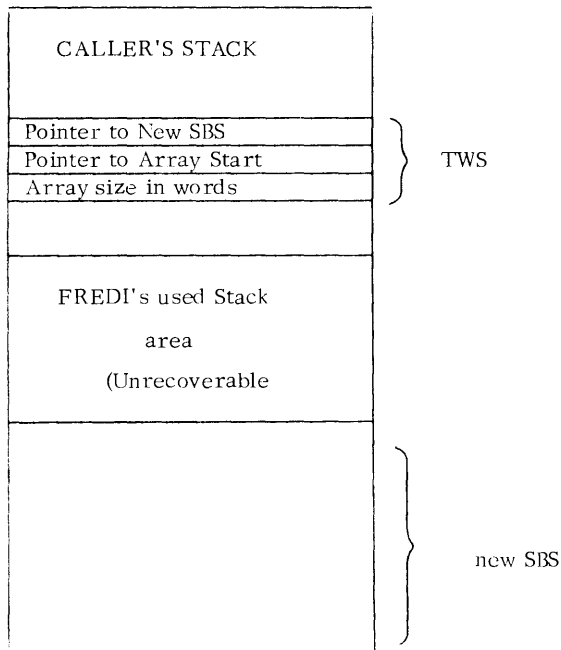 CALLER'S STACK
Pointer to New SBS
Pointer to Array Start
Array size in words
TWS
FREDI's used Stack
area
(Unrecoverable
new SBS